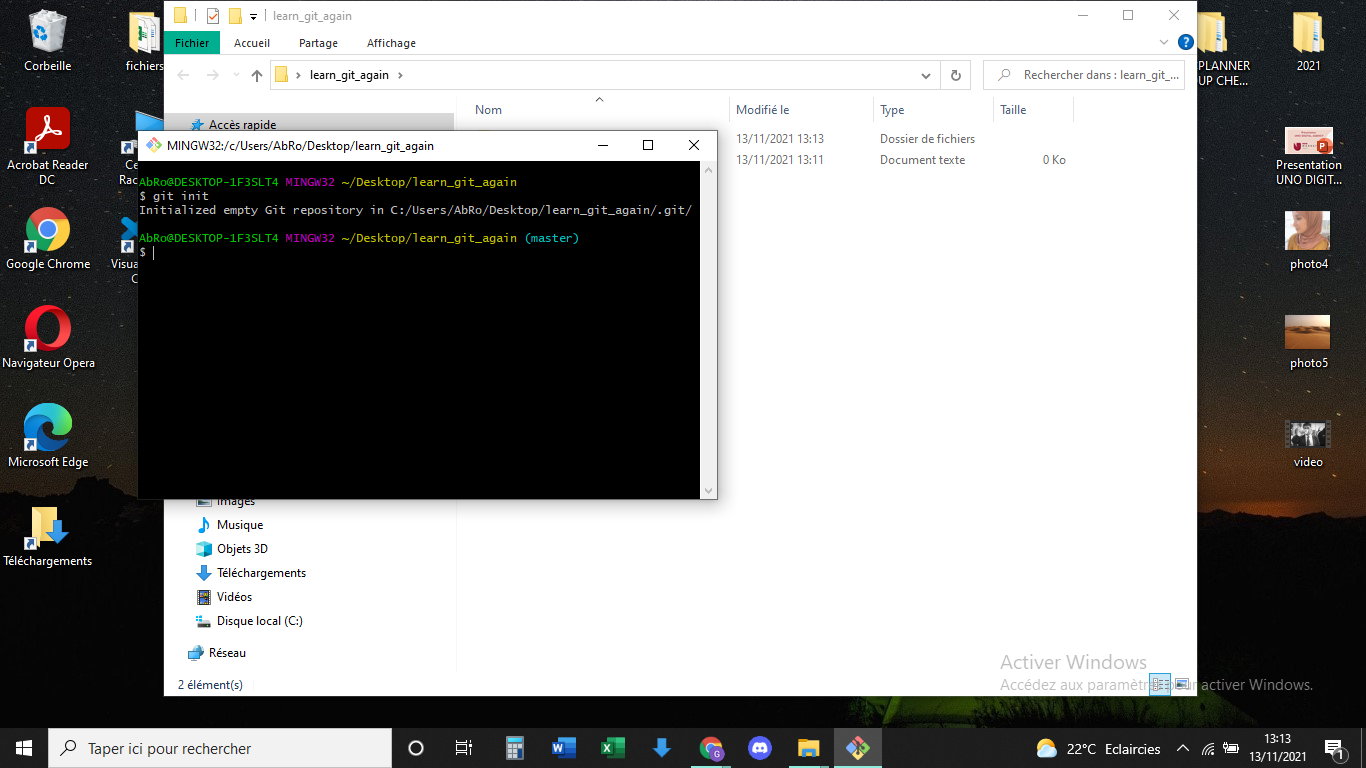 learn_git_again
Fichier Accueil Partage Affichage
learn_git_again
Rechercher dans : learn_git_...
Nom Modifié le Type Taille
Accès rapide
13/11/2021 13:13 Dossier de fichiers
13/11/2021 13:11 Document texte 0 Ko
MINGW32:/c/Users/AbRo/Desktop/learn_git_again
AbRo@DESKTOP-1F3SLT4 MINGW32 ~/Desktop/learn_git_again
$ git init
Initialized empty Git repository in C:/Users/AbRo/Desktop/learn_git_again/.git/
AbRo@DESKTOP-1F3SLT4 MINGW32 ~/Desktop/learn_git_again (master)
$
Images
Musique
Objets 3D
Téléchargements
Vidéos
Disque local (C:)
Réseau
2 élément(s)
Corbeille
fichiers
Acrobat Reader
DC
Ce
Rac
Google Chrome
Visua
C
Navigateur Opera
Microsoft Edge
Téléchargements
PLANNER
UP CHE...
2021
Presentation
UNO DIGIT...
photo4
photo5
video
Activer Windows
Accédez aux paramètres pour activer Windows.
Taper ici pour rechercher
22°C Eclaircies
13:13
13/11/2021
1